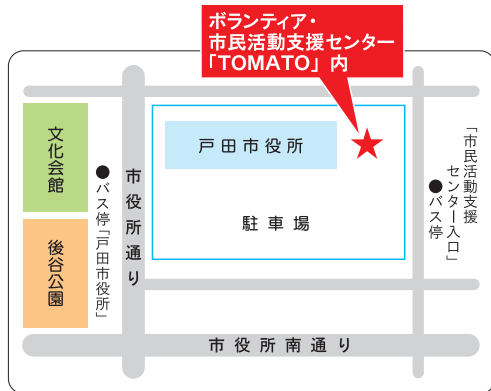 ボランティア・
市民活動支援センター
「TOMATO」内
文化会館
後谷公園
●バス停「戸田市役所」
市役所通り
戸田市役所
駐車場
「市民活動支援
センター入口」
●バス停
市役所南通り